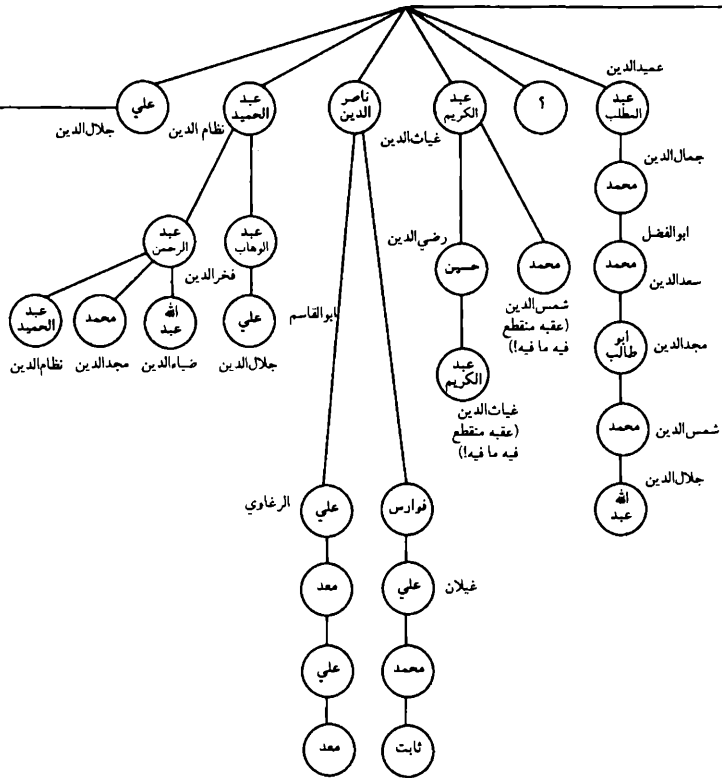 عميدالدين
عبد
المطلب
؟
عبد
الكريم
غياث‌الدين
ناصر
الدين
عبد
الحميد
نظام الدين
علي
جلال‌الدين
جمال‌الدين
محمد
ابوالفضل
محمد
سعدالدين
ابو
طالب
مجدالدين
محمد
شمس‌الدين
جلال‌الدين
الله
عبد
محمد
شمس‌الدين
(عقبه منقطع
فيه ما فيه!)
رضي‌الدين
حسين
عبد
الكريم
غياث‌الدين
(عقبه منقطع
فيه ما فيه!)
ابوالقاسم
فوارس
علي
غيلان
محمد
ثابت
علي
الرغاوي
معد
علي
معد
عبد
الوهاب
فخرالدين
علي
جلال‌الدين
عبد
الرحمن
الله
عبد
ضياءالدين
محمد
مجدالدين
عبد
الحميد
نظام‌الدين